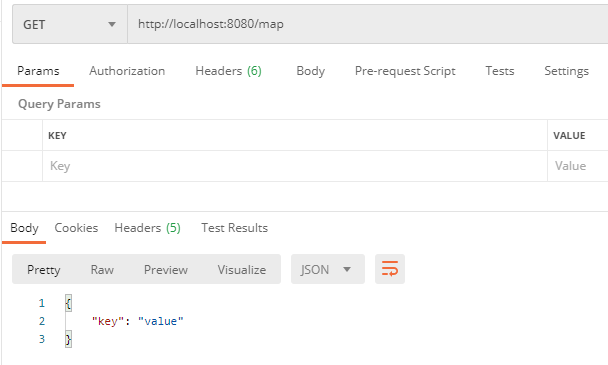 GET http://localhost:8080/map
Params Authorization Headers (6) Body Pre-request Script Tests Settings
Query Params
KEY VALUE
Key Value
Body Cookies Headers (5) Test Results
Pretty Raw Preview Visualize JSON
1 {
2 "key": "value"
3 }